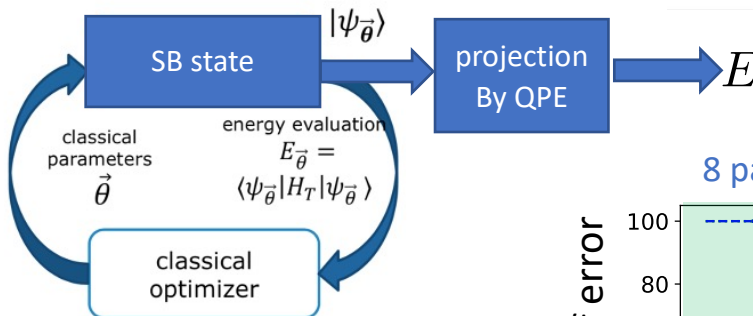 |ψ_θ⃗⟩
SB state
projection
By QPE
E
classical
parameters
θ⃗
energy evaluation
E_θ⃗ =
⟨ψ_θ⃗|H_T|ψ_θ⃗ ⟩
classical
optimizer
8 pa
error
100
80